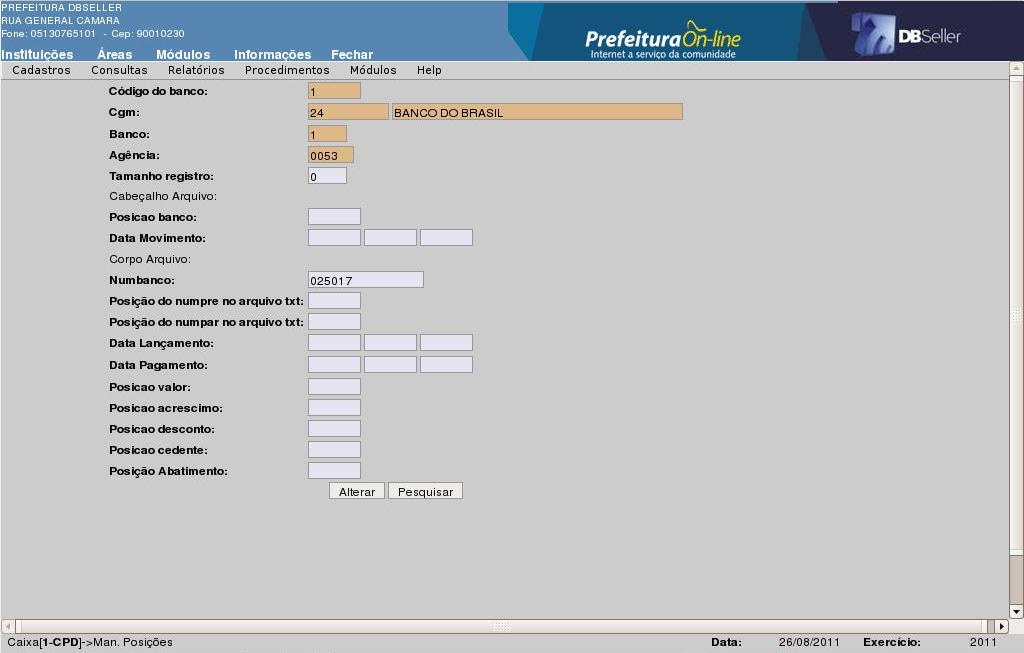 PREFEITURA DBSELLER
RUA GENERAL CAMARA
Fone: 05130765101 - Cep: 90010230
Prefeitura On-line
Internet a serviço da comunidade
DBSeller
Instituições Áreas Módulos Informações Fechar
Cadastros Consultas Relatórios Procedimentos Módulos Help
Código do banco: 1
Cgm: 24 BANCO DO BRASIL
Banco: 1
Agência: 0053
Tamanho registro: 0
Cabeçalho Arquivo:
Posicao banco:
Data Movimento:
Corpo Arquivo:
Numbanco: 025017
Posição do numpre no arquivo txt:
Posição do numpar no arquivo txt:
Data Lançamento:
Data Pagamento:
Posicao valor:
Posicao acrescimo:
Posicao desconto:
Posicao cedente:
Posição Abatimento:
Alterar Pesquisar
Caixa[1-CPD]->Man. Posições Data: 26/08/2011 Exercício: 2011